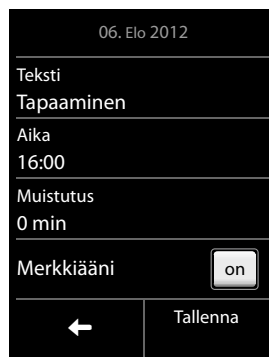 06. Elo 2012
Teksti
Tapaaminen
Aika
16:00
Muistutus
0 min
Merkkiääni
on
Tallenna